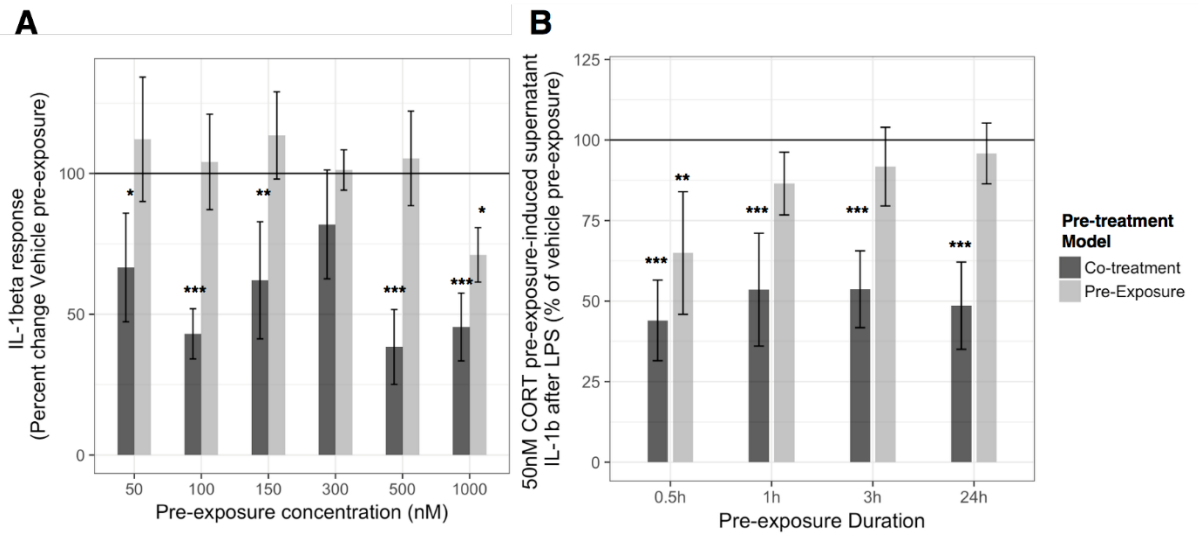 A
IL-1beta response
(Percent change Vehicle pre-exposure)
100
50
0
*
***
**
***
***
*
50 100 150 300 500 1000
Pre-exposure concentration (nM)
B
50nM CORT pre-exposure-induced supernatant
IL-1b after LPS (% of vehicle pre-exposure)
125
100
75
50
25
0
***
**
***
***
***
0.5h 1h 3h 24h
Pre-exposure Duration
Pre-treatment
Model
Co-treatment
Pre-Exposure